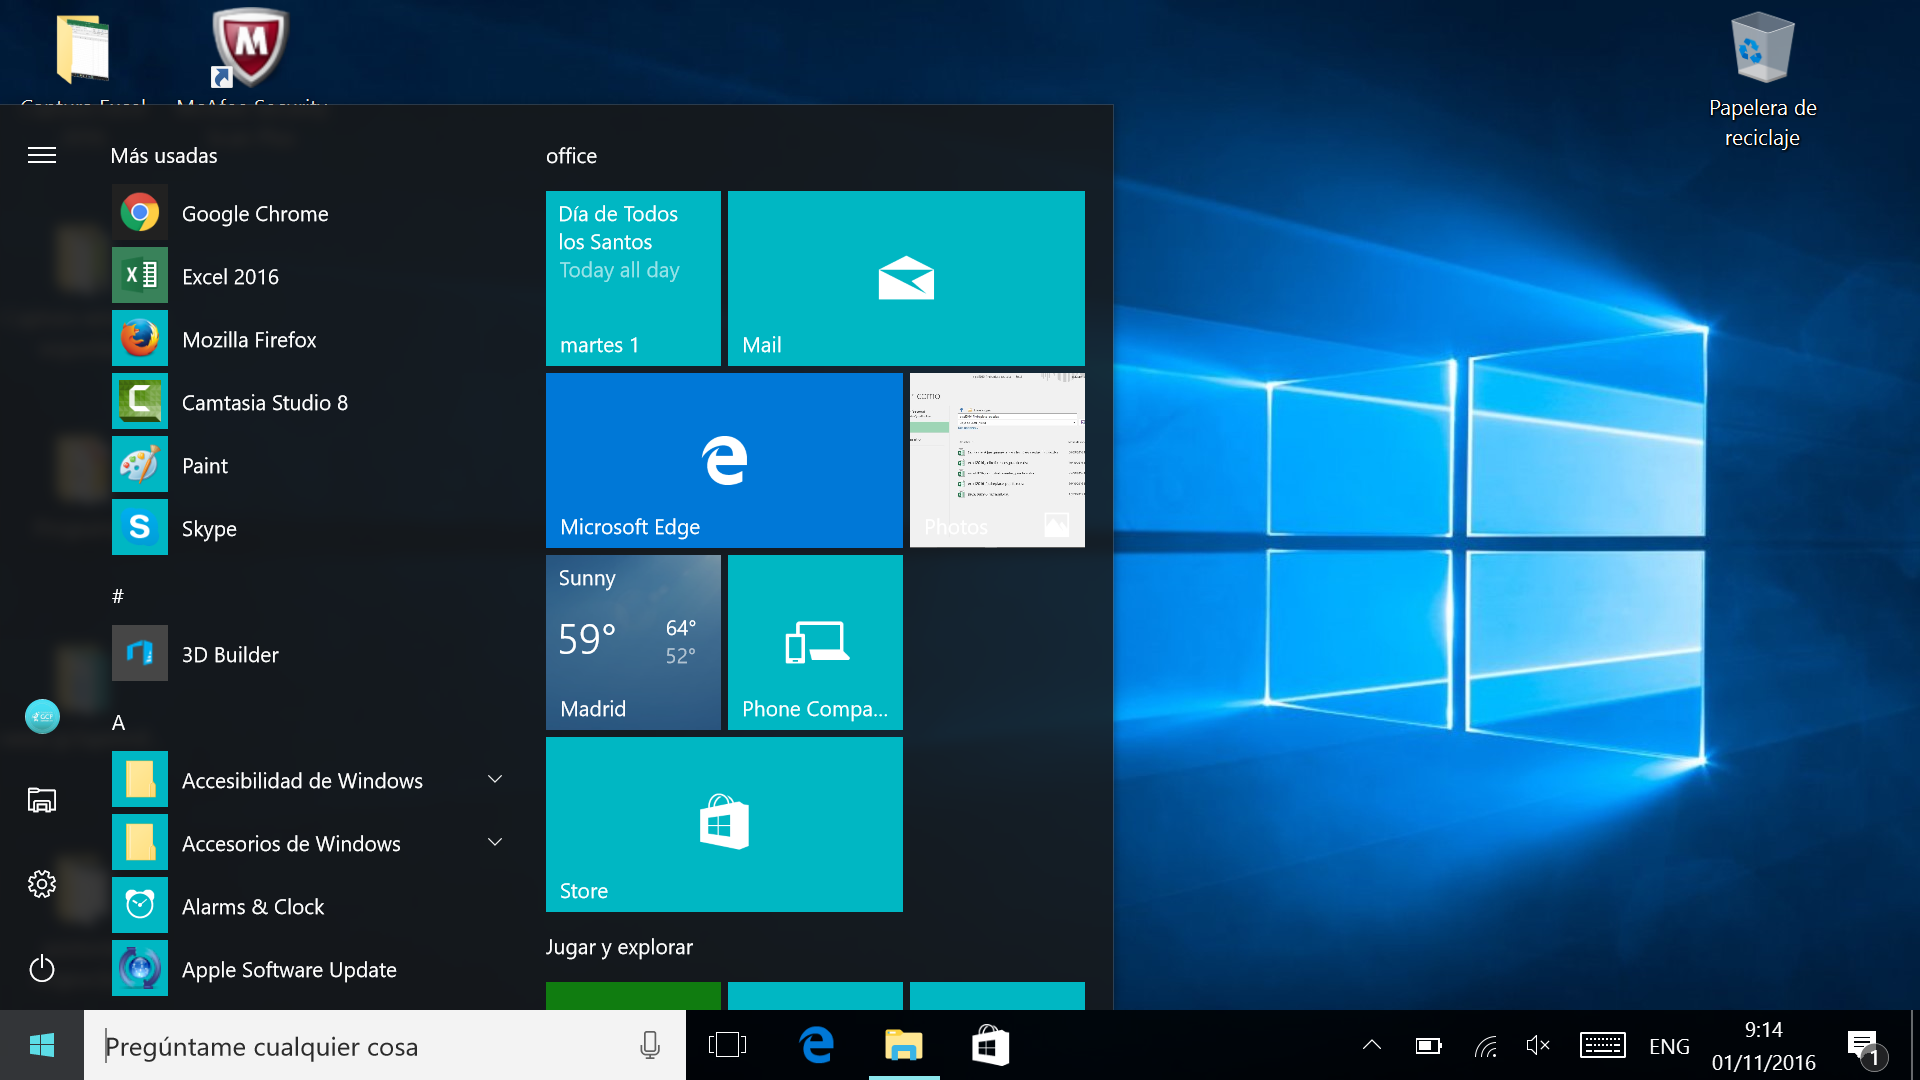 Captura Excel
McAfee Security
Papelera de
reciclaje
Más usadas
Google Chrome
Excel 2016
Mozilla Firefox
Camtasia Studio 8
Paint
Skype
#
3D Builder
A
Accesibilidad de Windows
Accesorios de Windows
Alarms & Clock
Apple Software Update
office
Día de Todos
los Santos
Today all day
martes 1
Mail
Microsoft Edge
como
Photos
Sunny
59°
64°
52°
Madrid
Phone Compa...
Store
Jugar y explorar
Pregúntame cualquier cosa
ENG
9:14
01/11/2016
1